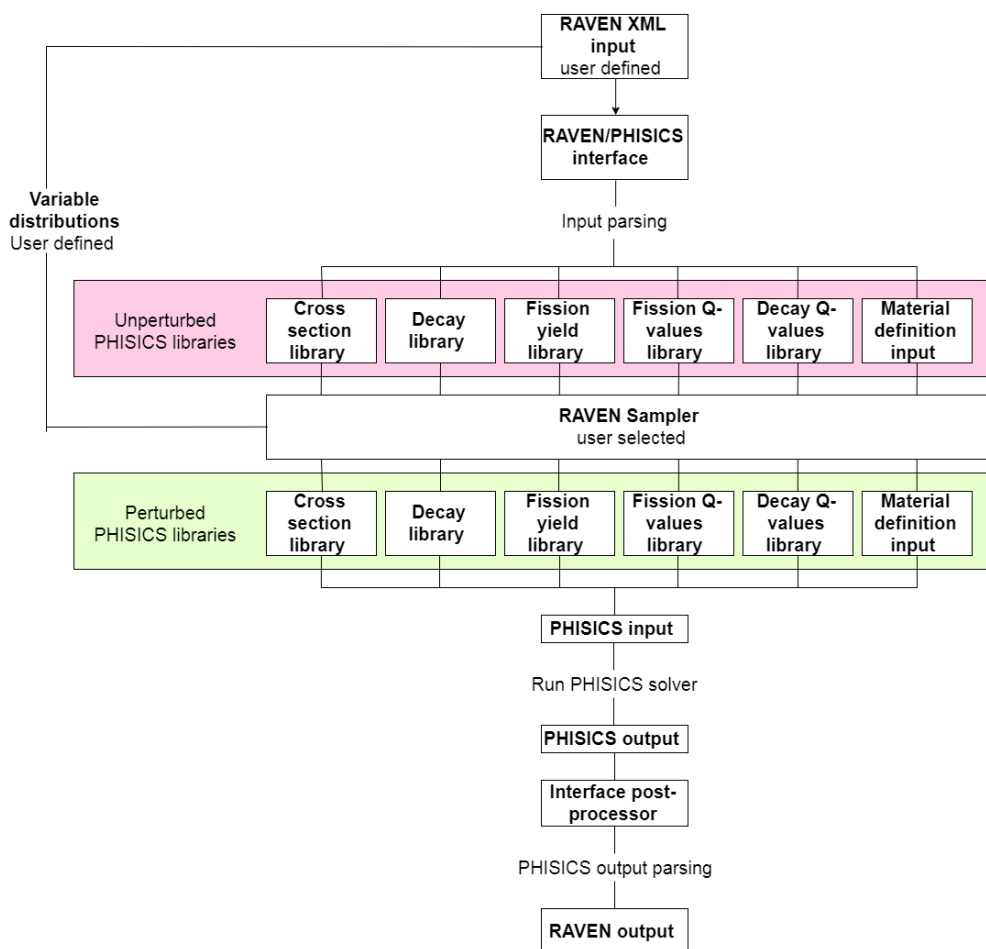 RAVEN XML
input
user defined
RAVEN/PHISICS
interface
Variable
distributions
User defined
Input parsing
Unperturbed
PHISICS libraries
Cross
section
library
Decay
library
Fission
yield
library
Fission Q-
values
library
Decay Q-
values
library
Material
definition
input
RAVEN Sampler
user selected
Perturbed
PHISICS libraries
Cross
section
library
Decay
library
Fission
yield
library
Fission Q-
values
library
Decay Q-
values
library
Material
definition
input
PHISICS input
Run PHISICS solver
PHISICS output
Interface post-
processor
PHISICS output parsing
RAVEN output